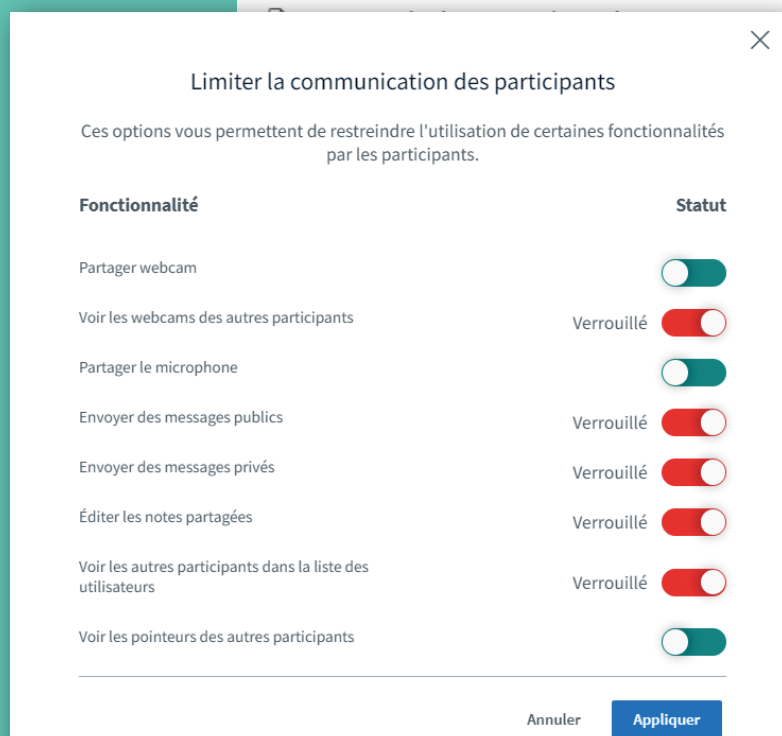 Limiter la communication des participants
Ces options vous permettent de restreindre l'utilisation de certaines fonctionnalités
par les participants.
Fonctionnalité Statut
Partager webcam
Voir les webcams des autres participants Verrouillé
Partager le microphone
Envoyer des messages publics Verrouillé
Envoyer des messages privés Verrouillé
Éditer les notes partagées Verrouillé
Voir les autres participants dans la liste des
utilisateurs Verrouillé
Voir les pointeurs des autres participants
Annuler Appliquer